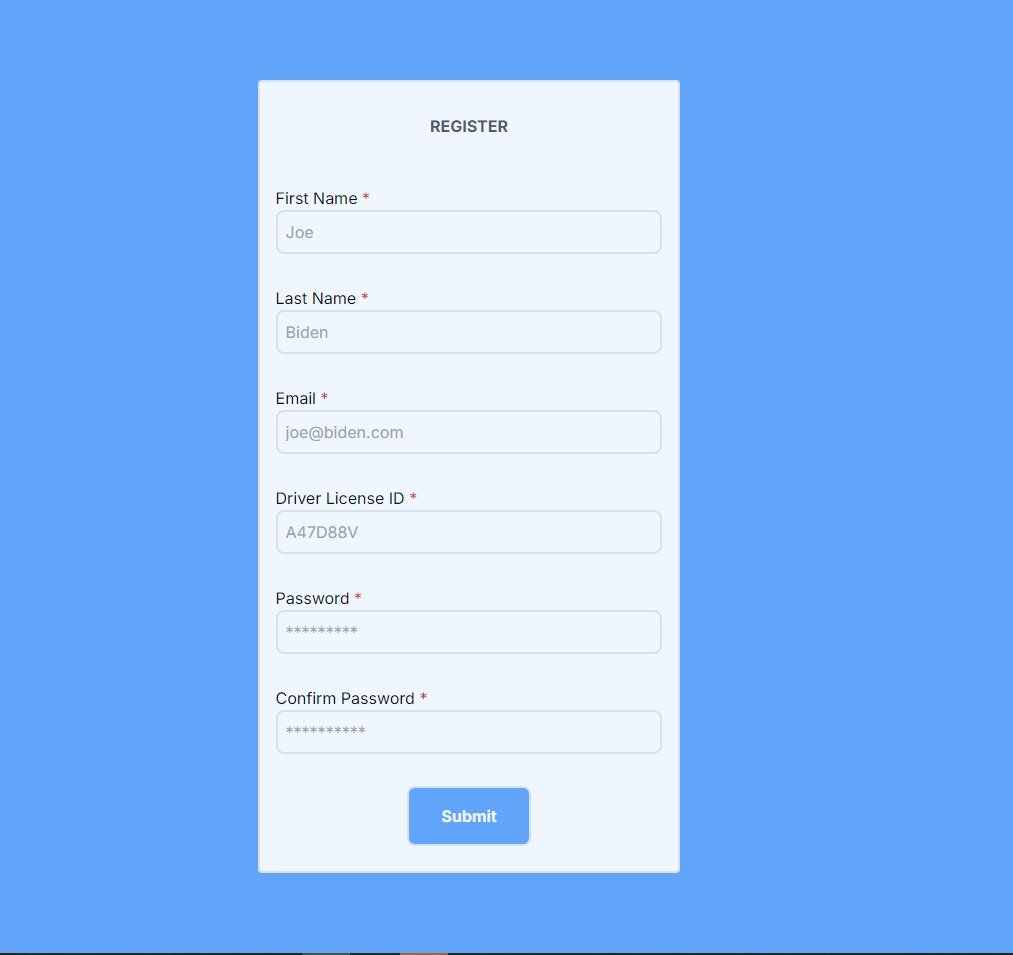 REGISTER
First Name *
Joe
Last Name *
Biden
Email *
joe@biden.com
Driver License ID *
A47D88V
Password *
*********
Confirm Password *
**********
Submit